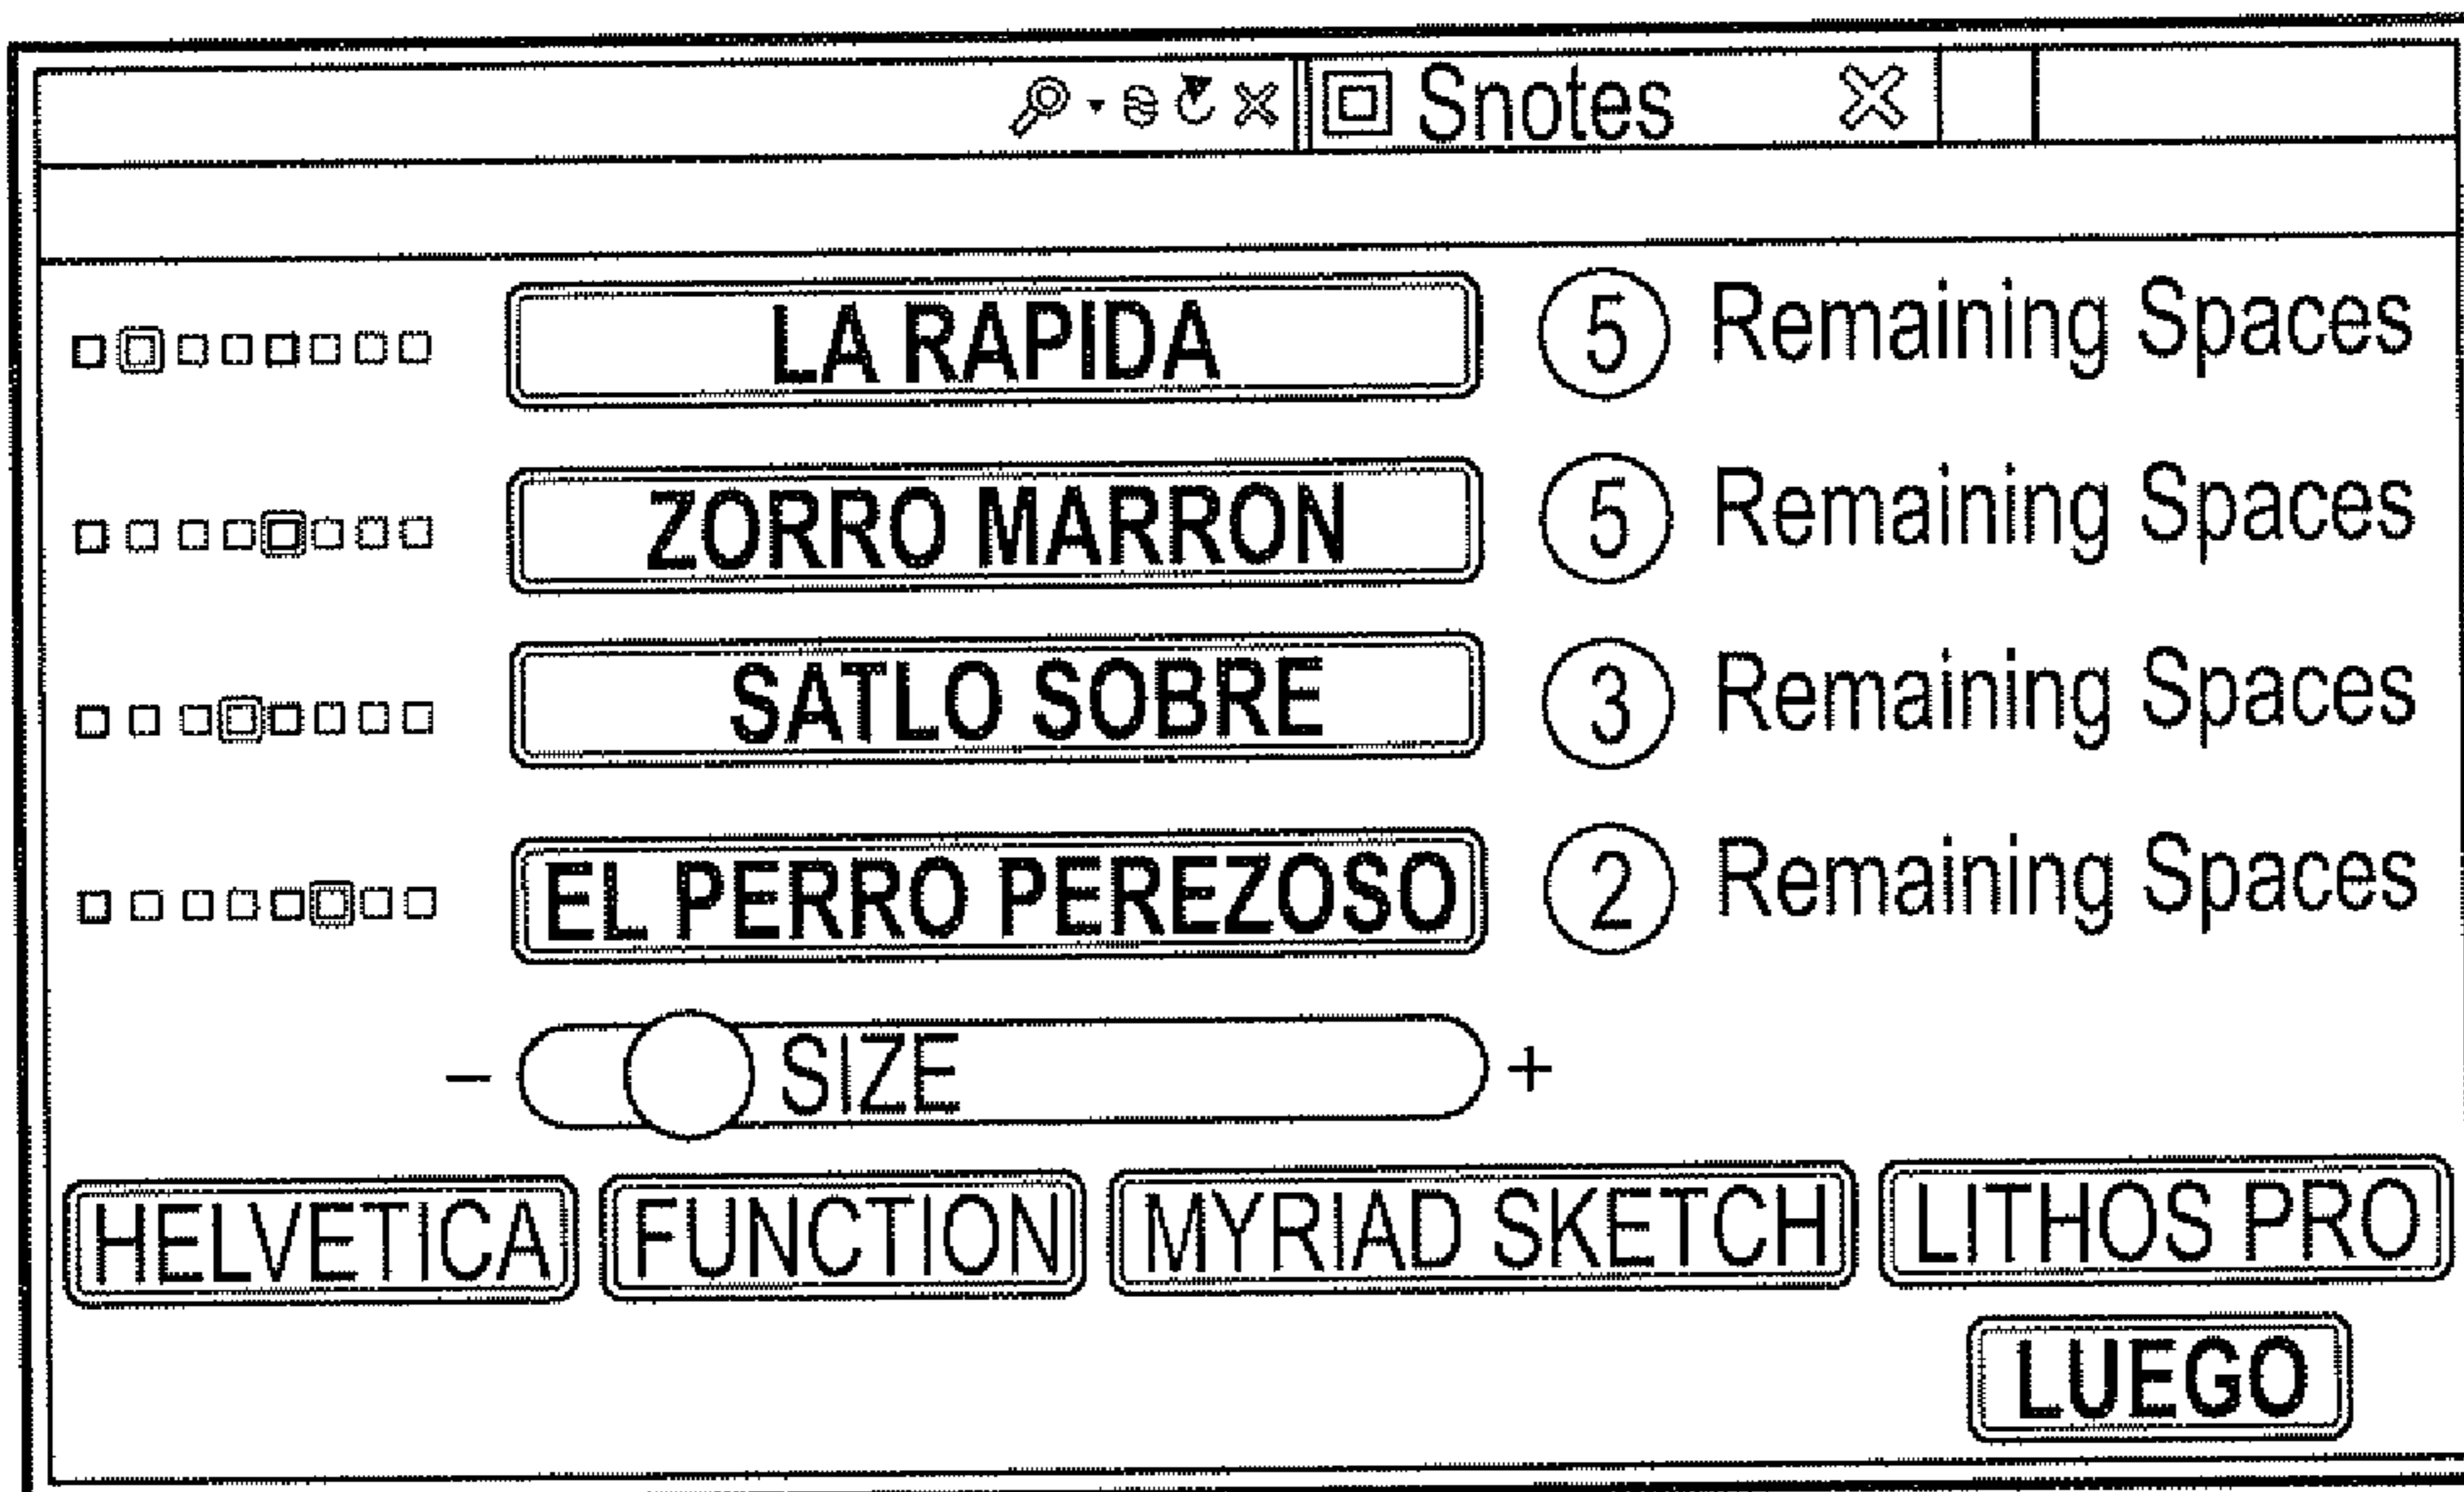 Snotes
LA RAPIDA 5 Remaining Spaces
ZORRO MARRON 5 Remaining Spaces
SATLO SOBRE 3 Remaining Spaces
EL PERRO PEREZOSO 2 Remaining Spaces
- SIZE +
HELVETICA FUNCTION MYRIAD SKETCH LITHOS PRO
LUEGO